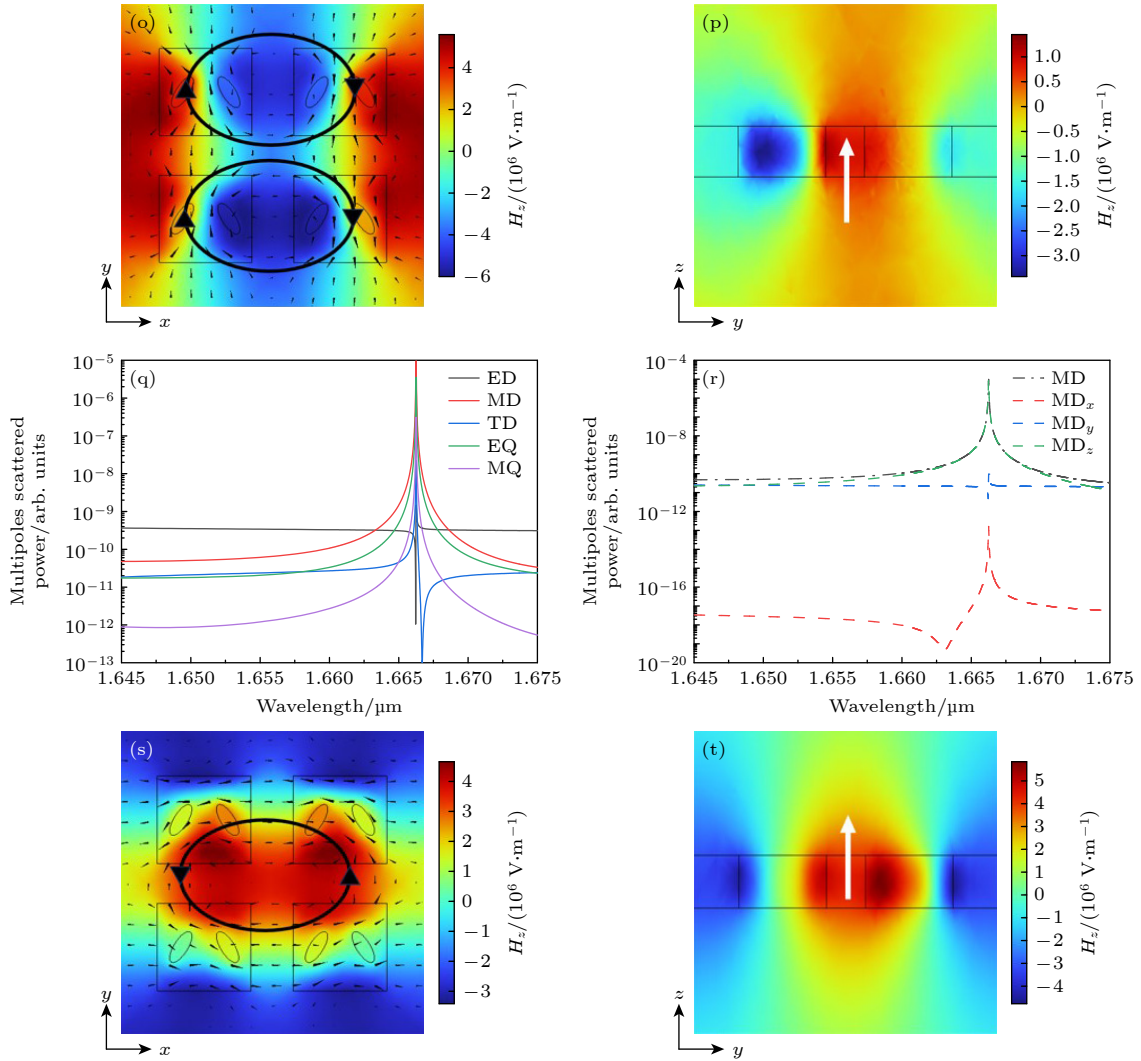 (o)
4
2
0
−2
−4
−6
H_z/(10^6 V·m^−1)
y
x
(p)
1.0
0.5
0
−0.5
−1.0
−1.5
−2.0
−2.5
−3.0
H_z/(10^6 V·m^−1)
z
y
(q)
10^−5
10^−6
10^−7
10^−8
10^−9
10^−10
10^−11
10^−12
10^−13
Multipoles scattered
power/arb. units
ED
MD
TD
EQ
MQ
1.645 1.650 1.655 1.660 1.665 1.670 1.675
Wavelength/µm
(r)
10^−4
10^−8
10^−12
10^−16
10^−20
Multipoles scattered
power/arb. units
MD
MD_x
MD_y
MD_z
1.645 1.650 1.655 1.660 1.665 1.670 1.675
Wavelength/µm
(s)
4
3
2
1
0
−1
−2
−3
H_z/(10^6 V·m^−1)
y
x
(t)
5
4
3
2
1
0
−1
−2
−3
−4
H_z/(10^6 V·m^−1)
z
y